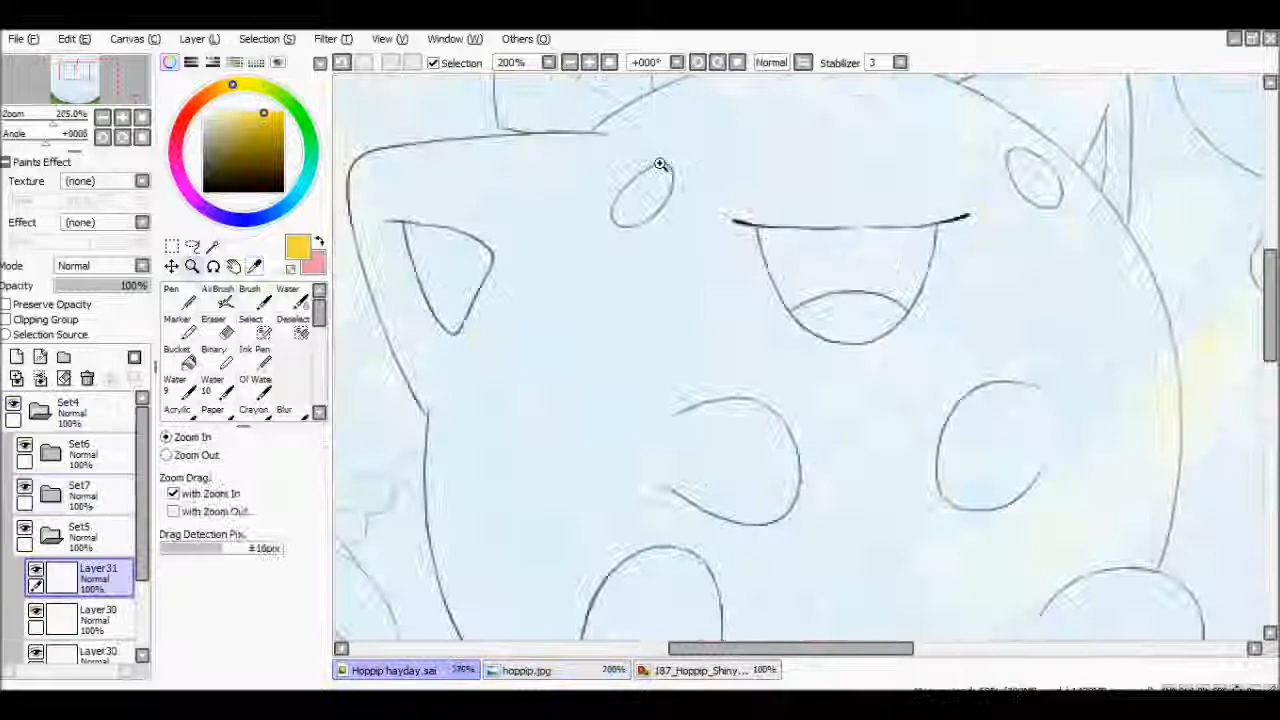 File (F) Edit (E) Canvas (C) Layer (L) Selection (S) Filter (T) View (V) Window (W) Others (O)
Selection 200% +000° Normal Stabilizer 3
Zoom 205.0%
Angle
Paints Effect
Texture (none)
Effect (none)
Mode Normal
Opacity 100%
Preserve Opacity
Clipping Group
Selection Source
Pen AirBrush Brush Water
Marker Eraser Select Deselect
Bucket Binary Ink Pen
Water 9 Water 10 Water
Acrylic Paper Crayon Blur
Zoom In
Zoom Out
Zoom Drag
with Zoom In
with Zoom Out..
Drag Detection Pix.
±16pix
Set4
Normal
100%
Set6
Normal
100%
Set7
Normal
100%
Set5
Normal
100%
Layer31
Normal
100%
Layer30
Normal
100%
Layer30
Normal
Hoppip hayday.sai
hoppip.jpg 200%
187_Hoppip_Shiny... 100%